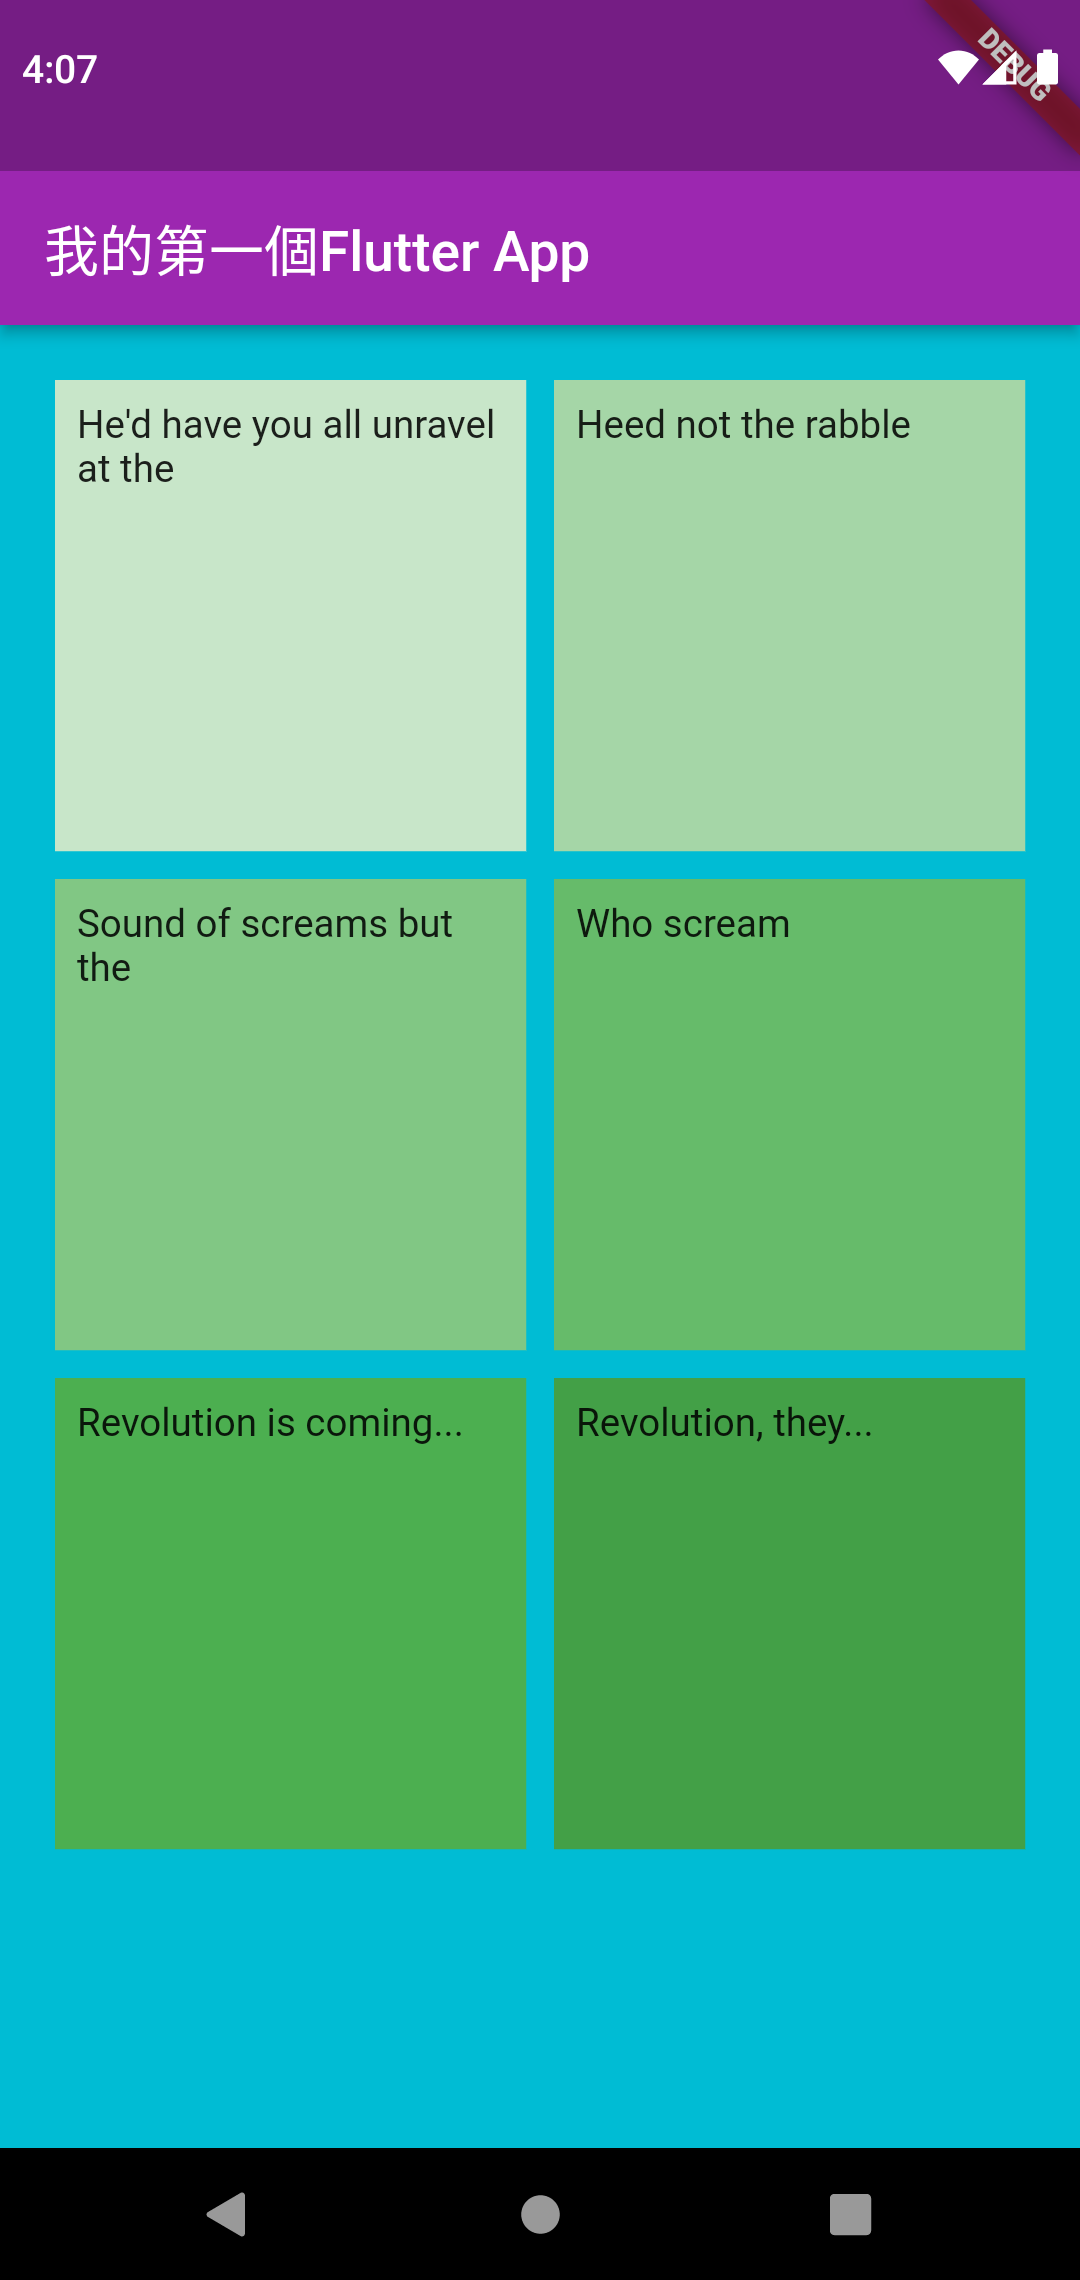 4:07
DEBUG
我的第一個Flutter App
He'd have you all unravel
at the
Heed not the rabble
Sound of screams but
the
Who scream
Revolution is coming...
Revolution, they...